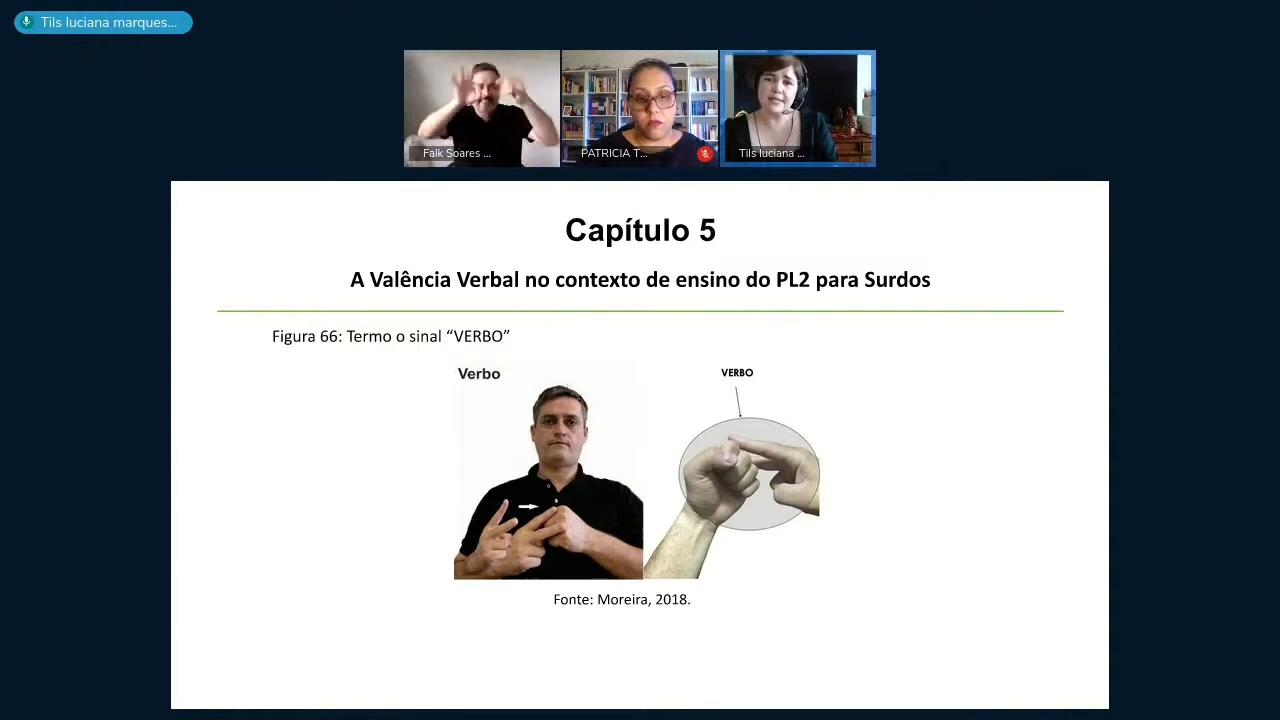 Tils luciana marques...
Falk Soares ...
PATRICIA T...
Tils luciana ...
Capítulo 5
A Valência Verbal no contexto de ensino do PL2 para Surdos
Figura 66: Termo o sinal “VERBO”
Verbo
VERBO
Fonte: Moreira, 2018.